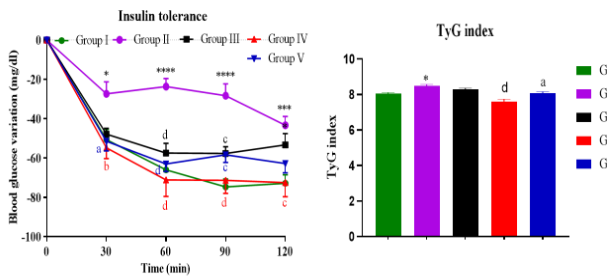 Insulin tolerance
Group I Group II Group III Group IV
Group V
Blood glucose variation (mg/dl)
0
-20
-40
-60
-80
-100
* **** **** ***
a b
d d d
c c d
c
0 30 60 90 120
Time (min)
TyG index
TyG index
10
8
6
4
2
0
* d a
G
G
G
G
G